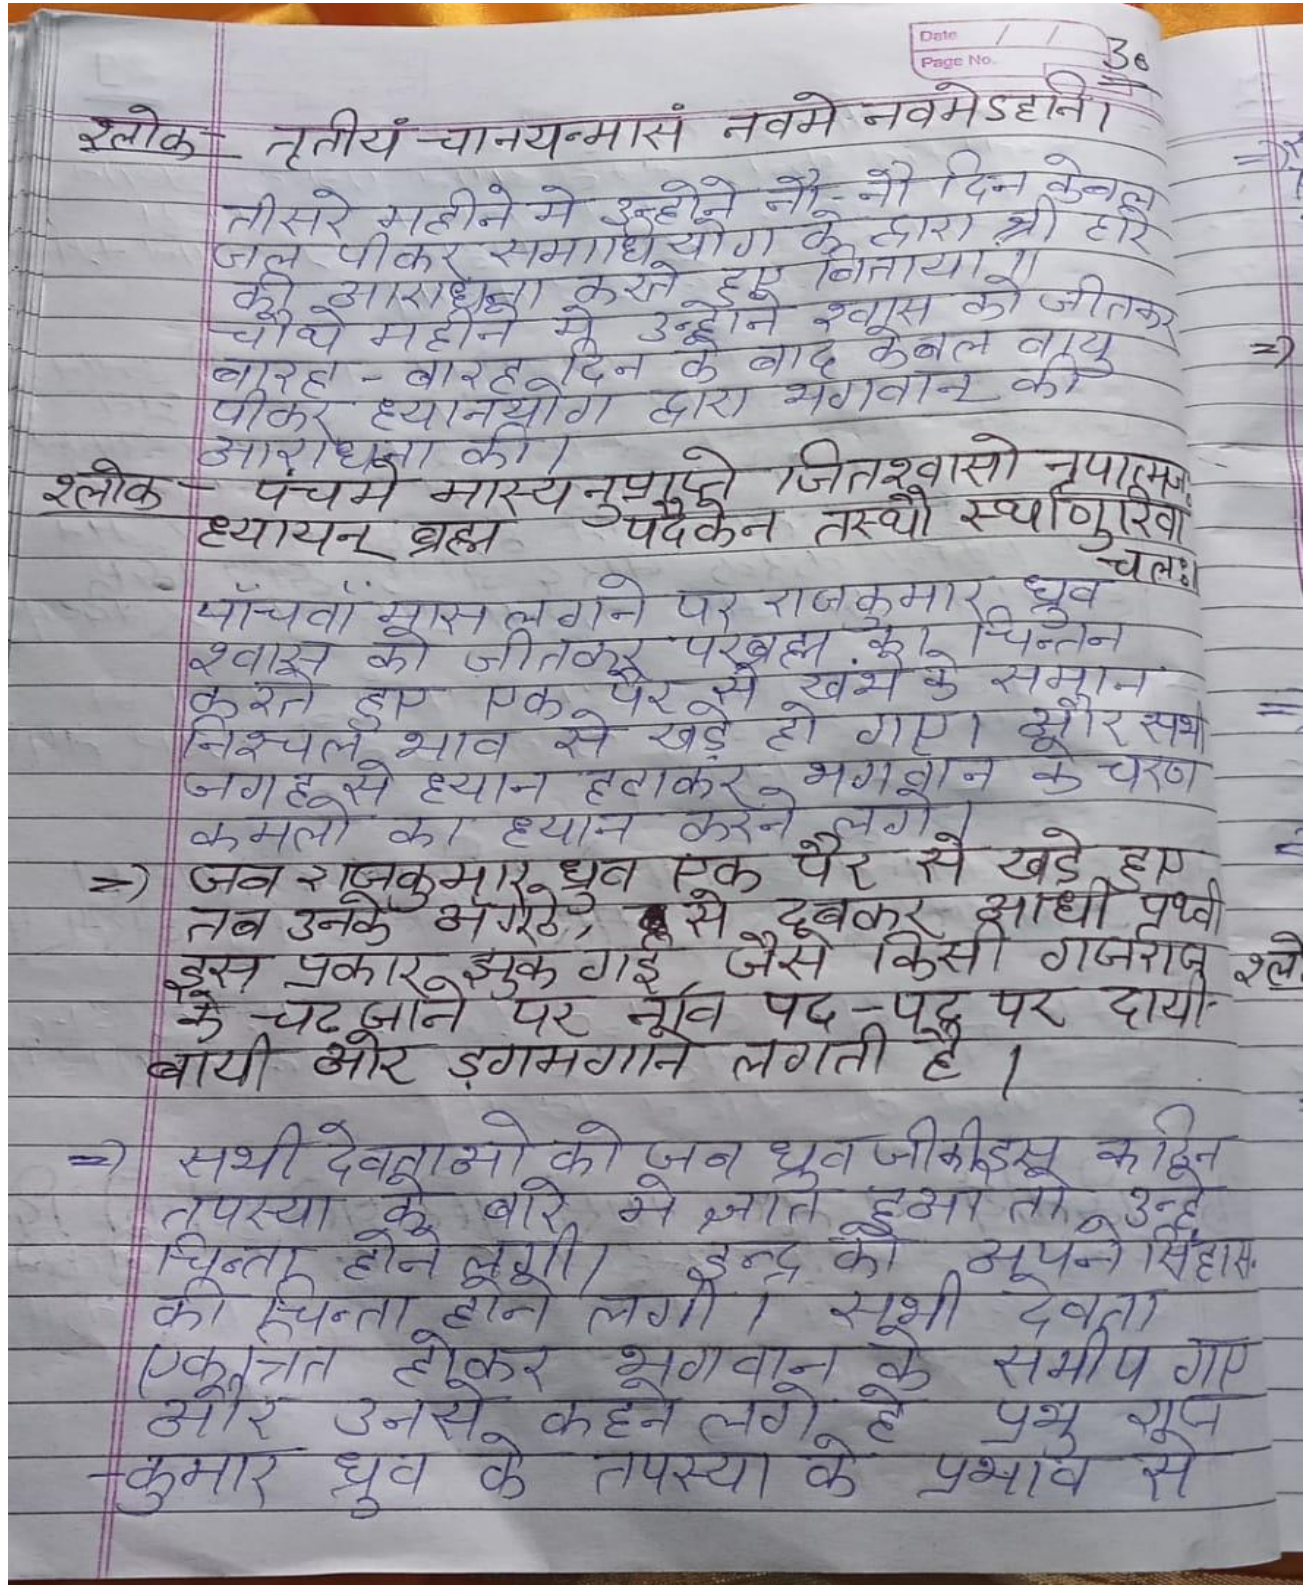 Date / /
Page No. 30
श्लोक - तृतीयं चानयन्मासं नवमे नवमेऽहनि।
तीसरे महीने मे उन्होने नौ-नौ दिन केवल
जल पीकर समाधियोग के द्वारा श्री हरि
की आराधना करते हुए बिताया।
चौथे महीने मे उन्होने श्वास को जीतकर
बारह - बारह दिन के बाद केवल वायु
पीकर ध्यानयोग द्वारा भगवान की
आराधना की।
श्लोक - पंचमे मास्यनुप्राप्ते जितश्वासो नृपात्मजः
ध्यायन् ब्रह्म पदैकेन तस्थौ स्थाणुरिवा
चलः।
पाँचवाँ मास लगने पर राजकुमार ध्रुव
श्वास को जीतकर परब्रह्म का चिन्तन
करते हुए एक पैर से खंभे के समान
निश्चल भाव से खड़े हो गए। और सभी
जगह से ध्यान हटाकर भगवान के चरण
कमलो का ध्यान करने लगे।
=> जब राजकुमार ध्रुव एक पैर से खडे हुए
तब उनके अंगूठे, से दबकर आधी प्रथ्वी
इस प्रकार झुक गई जैसे किसी गजराज
के चढ जाने पर नाव पद-पद पर दायी
बायी ओर ड़गमगाने लगती है।
=> सभी देवताओ को जब ध्रुव जी की इस कठिन
तपस्या के बारे मे ज्ञात हुआ तो उन्हे
चिन्ता होने लगी। इन्द्र को अपने सिंहास
की चिन्ता होने लगी। सभी देवता
एकत्रित होकर भगवान के समीप गए
और उनसे कहने लगे हे प्रभु राज
-कुमार ध्रुव के तपस्या के प्रभाव से
=>
=>
श्लो